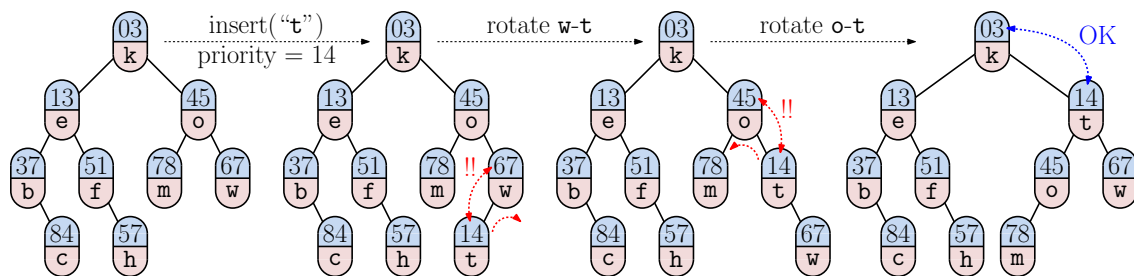 03 insert("t") 03 rotate w-t 03 rotate o-t 03 OK
k priority = 14 k k k
13 45 13 45 13 45 !! 13 14
e o e o e o e t
37 51 78 67 37 51 78 !! 67 37 51 78 14 37 51 45 67
b f m w b f m w b f m t b f o w
84 57 84 57 14 84 57 67 84 57 78
c h c h t c h w c h m